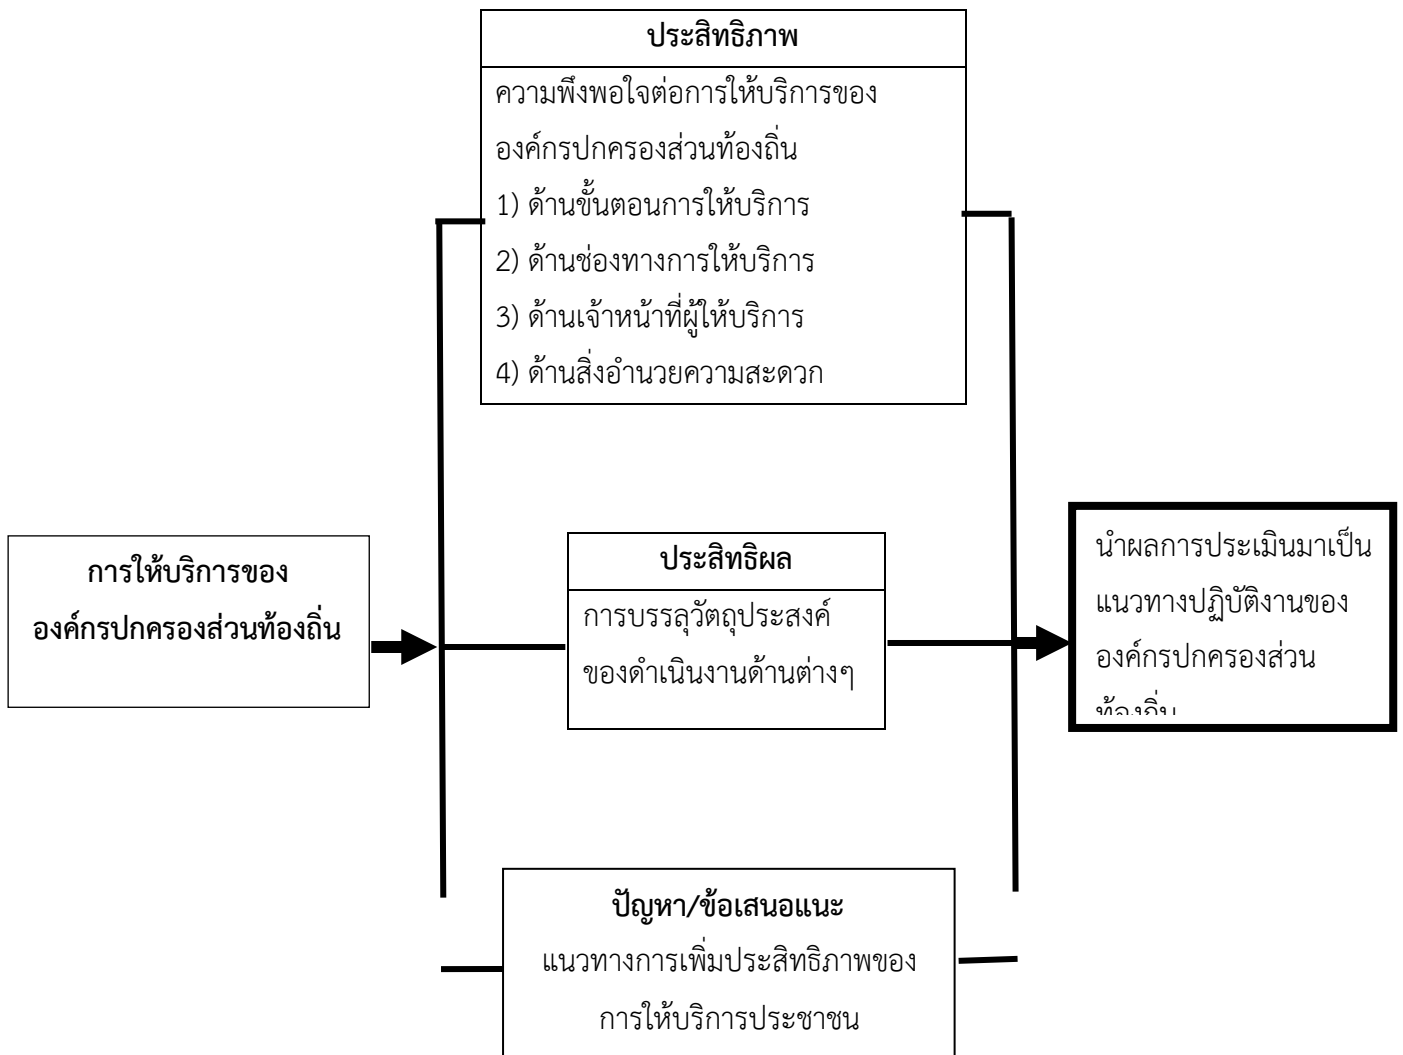 ประสิทธิภาพ
ความพึงพอใจต่อการให้บริการของ
องค์กรปกครองส่วนท้องถิ่น
1) ด้านขั้นตอนการให้บริการ
2) ด้านช่องทางการให้บริการ
3) ด้านเจ้าหน้าที่ผู้ให้บริการ
4) ด้านสิ่งอำนวยความสะดวก
การให้บริการของ
องค์กรปกครองส่วนท้องถิ่น
ประสิทธิผล
การบรรลุวัตถุประสงค์
ของดำเนินงานด้านต่างๆ
นำผลการประเมินมาเป็น
แนวทางปฏิบัติงานของ
องค์กรปกครองส่วน
ท้องถิ่น
ปัญหา/ข้อเสนอแนะ
แนวทางการเพิ่มประสิทธิภาพของ
การให้บริการประชาชน